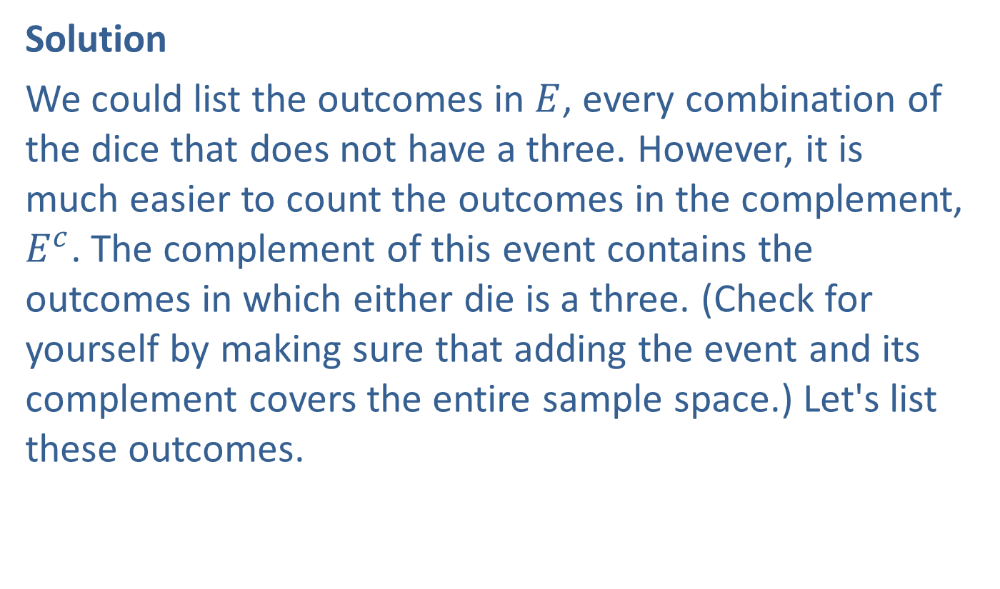 Solution
We could list the outcomes in E, every combination of
the dice that does not have a three. However, it is
much easier to count the outcomes in the complement,
Eᶜ. The complement of this event contains the
outcomes in which either die is a three. (Check for
yourself by making sure that adding the event and its
complement covers the entire sample space.) Let's list
these outcomes.